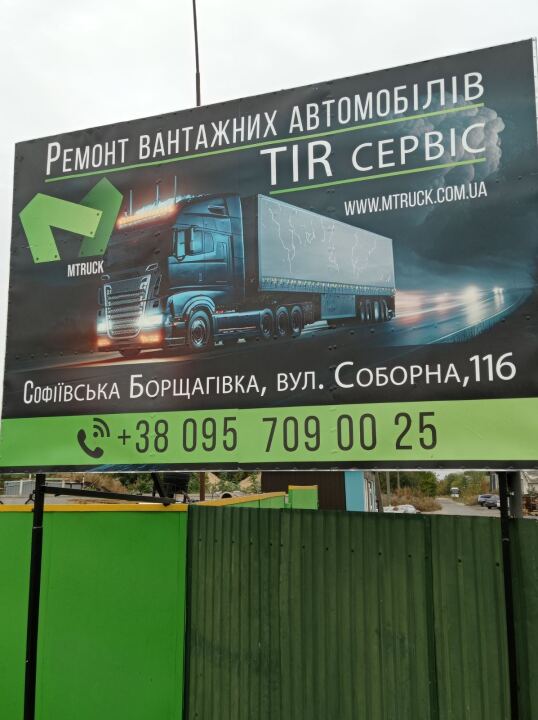 Ремонт вантажних автомобілів
TIR сервіс
www.mtruck.com.ua
MTRUCK
Софіївська Борщагівка, вул. Соборна,116
+38 095 709 00 25